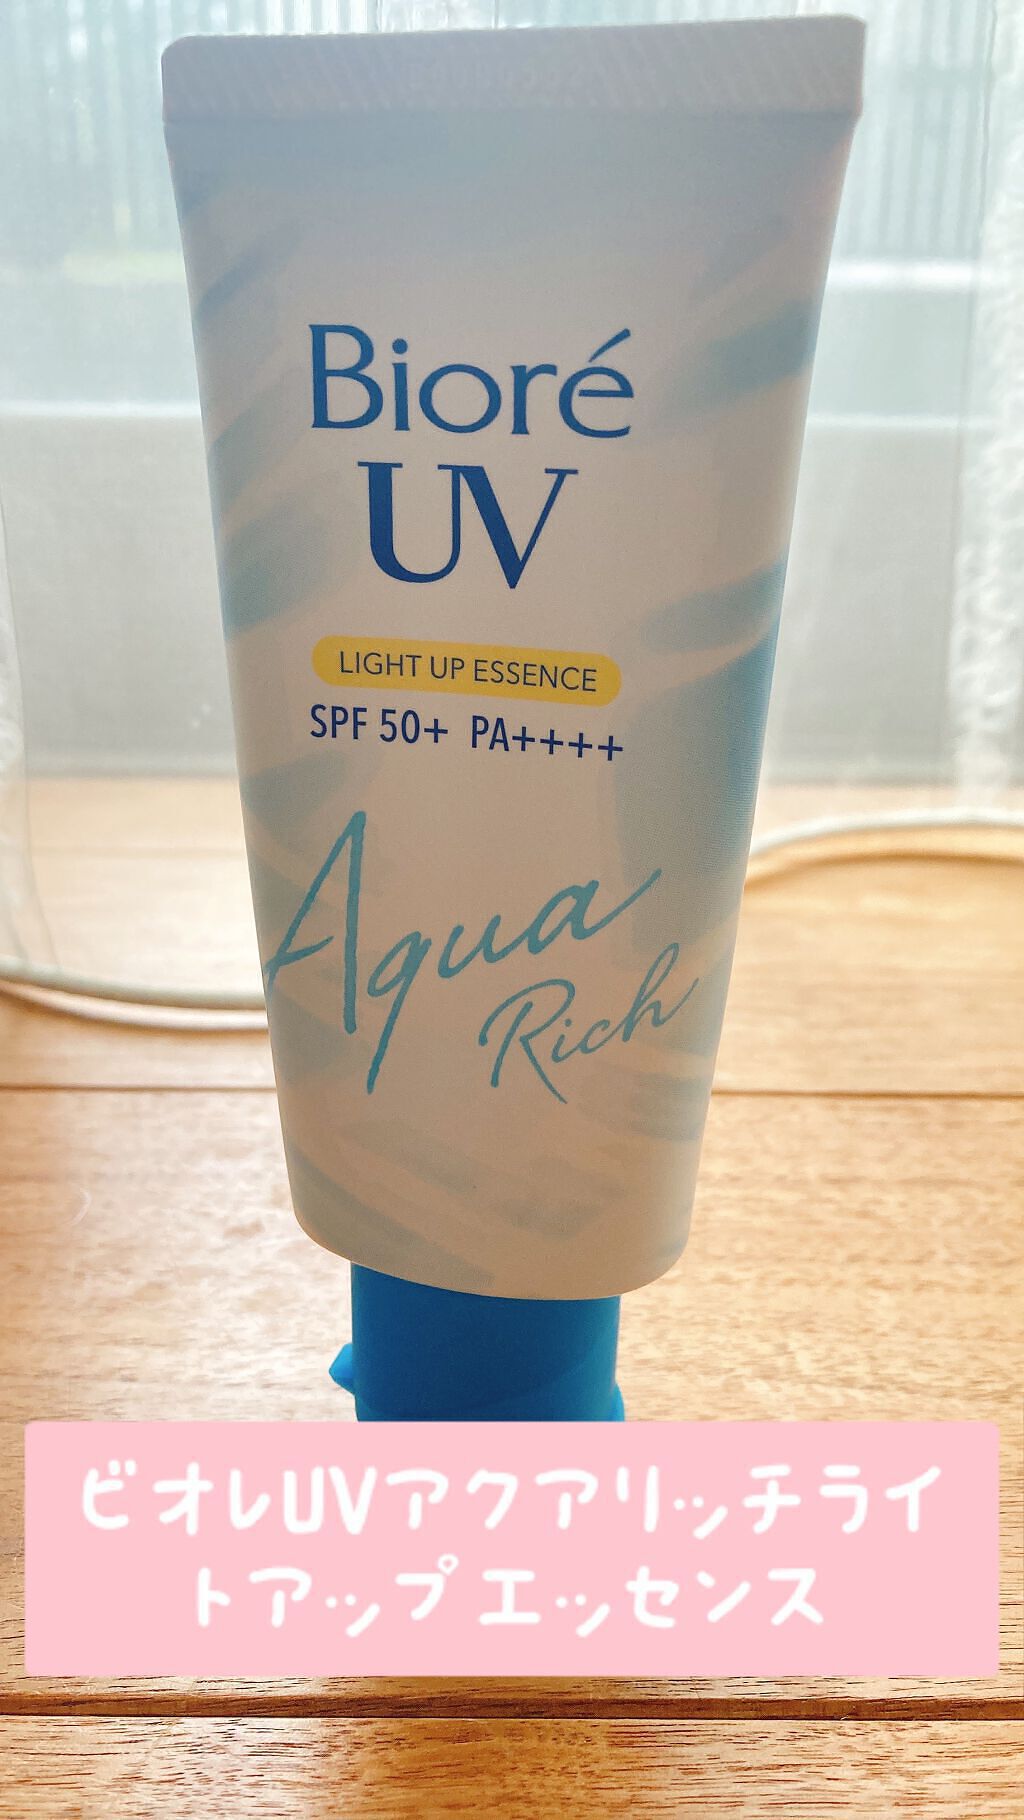 Bioré
UV
LIGHT UP ESSENCE
SPF 50+ PA++++
Aqua
Rich
ビオレUVアクアリッチライ
トアップ エッセンス